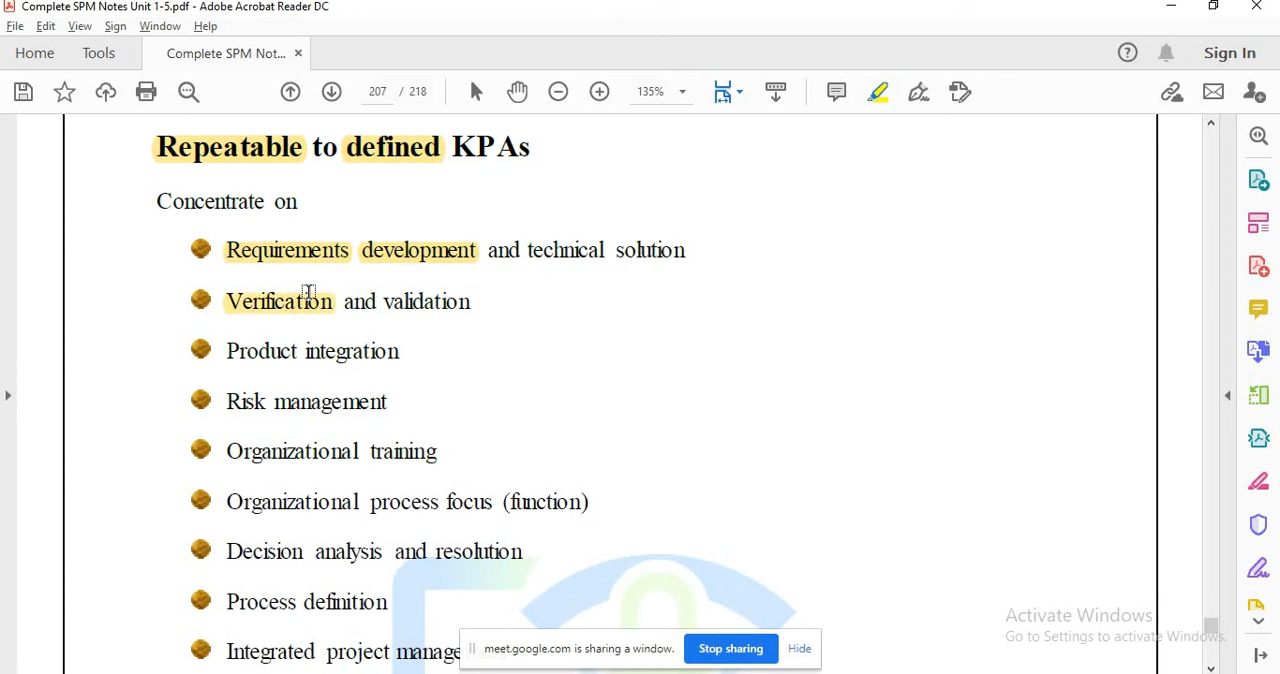 Complete SPM Notes Unit 1-5.pdf - Adobe Acrobat Reader DC
File Edit View Sign Window Help
Home Tools Complete SPM Not... × Sign In
207 / 218 135%
Repeatable to defined KPAs
Concentrate on
Requirements development and technical solution
Verification and validation
Product integration
Risk management
Organizational training
Organizational process focus (function)
Decision analysis and resolution
Process definition
Integrated project
meet.google.com is sharing a window. Stop sharing Hide
Activate Windows
Go to Settings to activate Windows.